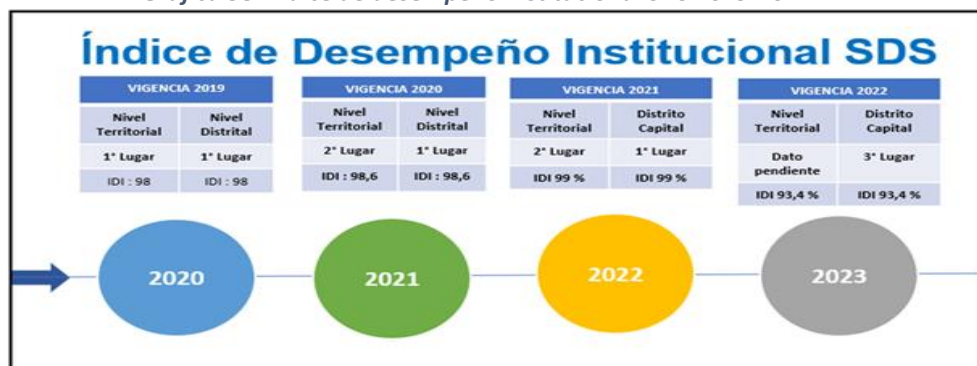 Índice de Desempeño Institucional SDS
VIGENCIA 2019
Nivel Territorial Nivel Distrital
1° Lugar 1° Lugar
IDI : 98 IDI : 98
VIGENCIA 2020
Nivel Territorial Nivel Distrital
2° Lugar 1° Lugar
IDI : 98,6 IDI : 98,6
VIGENCIA 2021
Nivel Territorial Distrito Capital
2° Lugar 1° Lugar
IDI 99 % IDI 99 %
VIGENCIA 2022
Nivel Territorial Distrito Capital
Dato pendiente 3° Lugar
IDI 93,4 % IDI 93,4 %
2020
2021
2022
2023